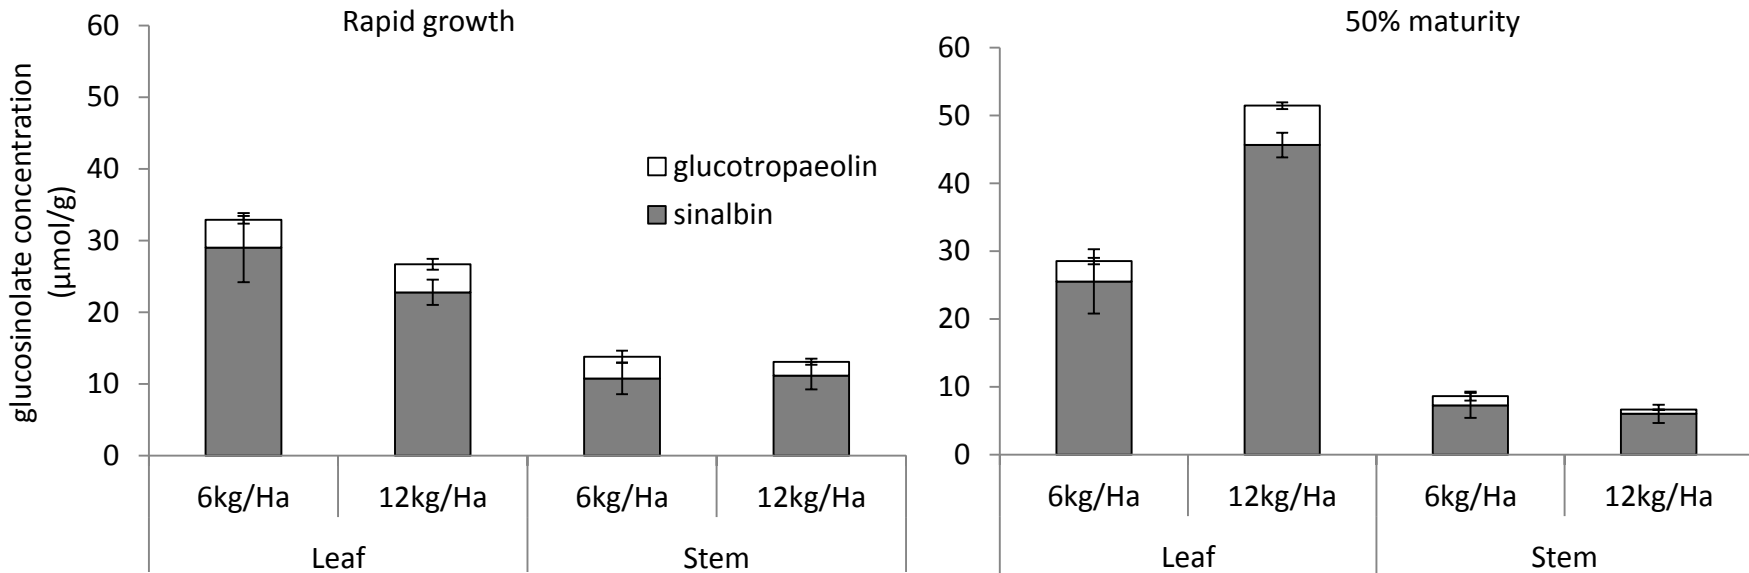 Rapid growth
50% maturity
glucosinolate concentration
(μmol/g)
60
50
40
30
20
10
0
glucotropaeolin
sinalbin
6kg/Ha
12kg/Ha
6kg/Ha
12kg/Ha
Leaf
Stem
60
50
40
30
20
10
0
6kg/Ha
12kg/Ha
6kg/Ha
12kg/Ha
Leaf
Stem